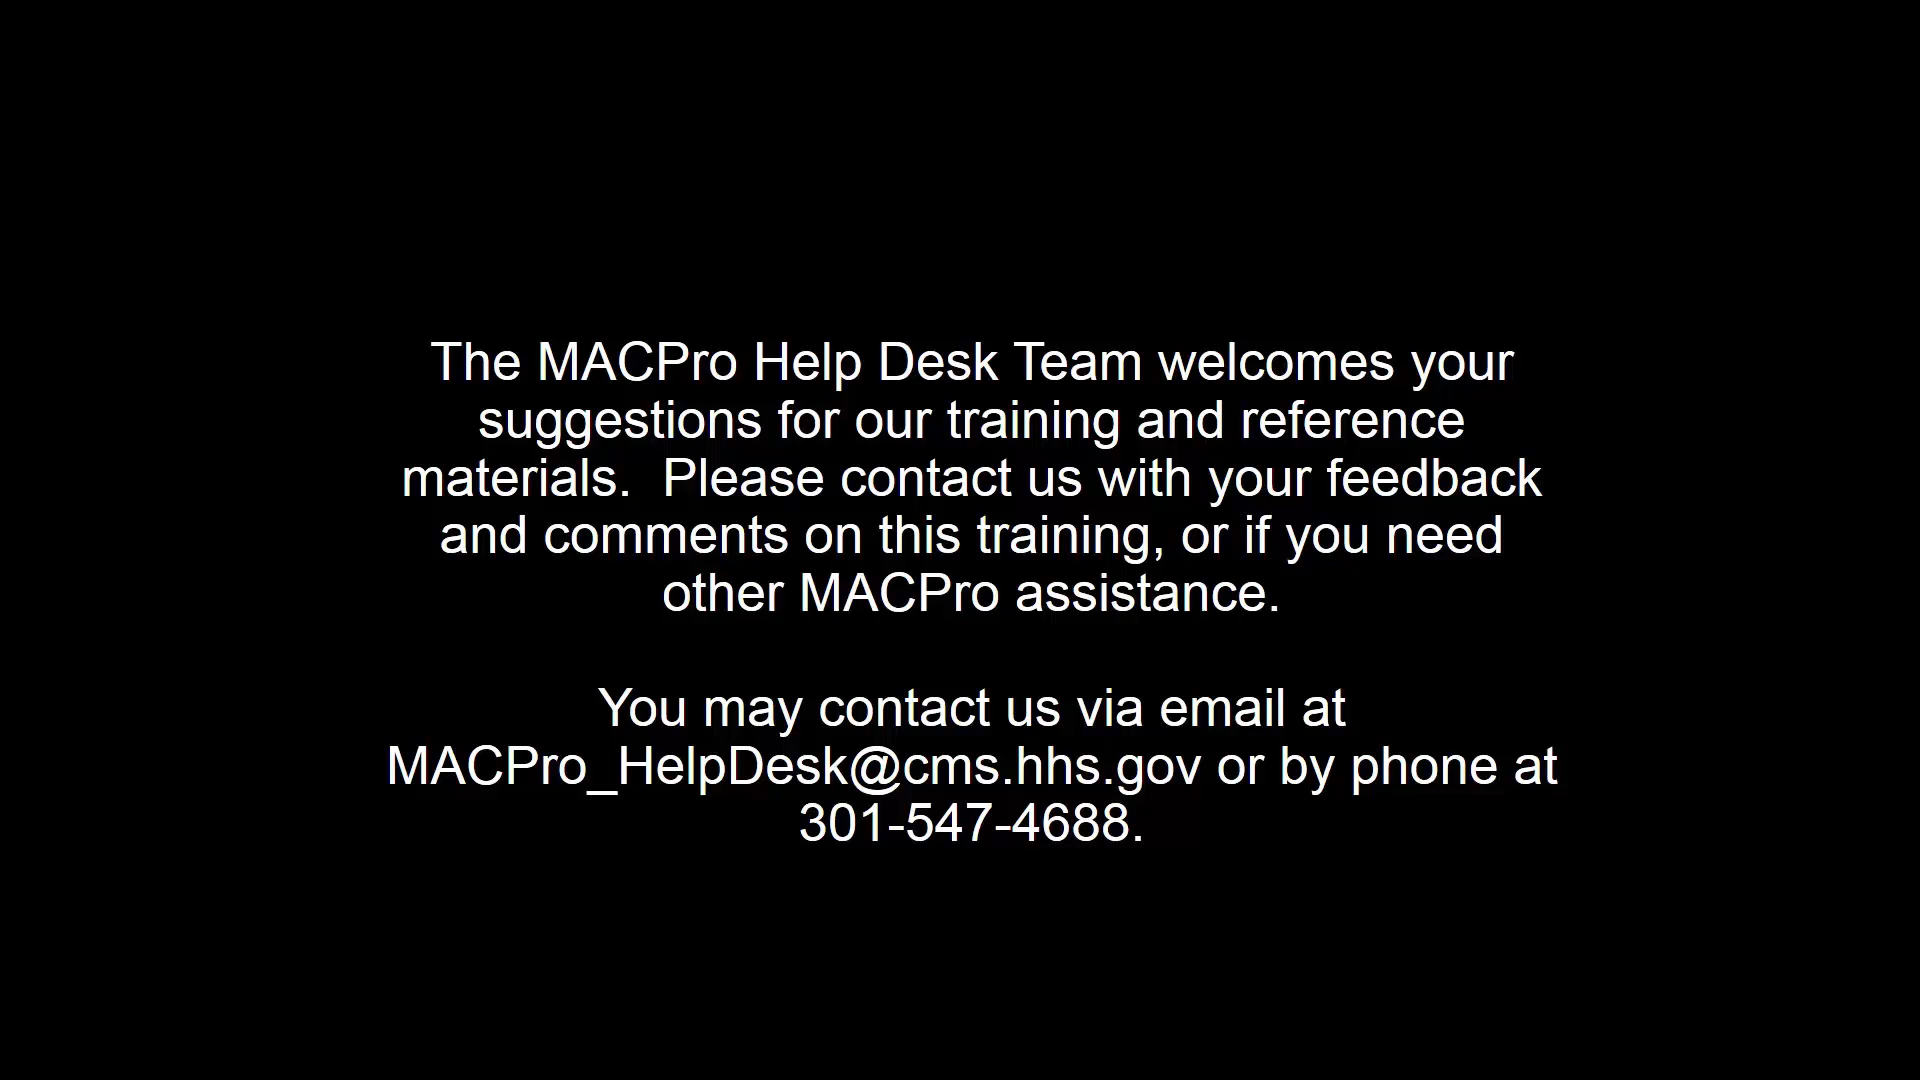 The MACPro Help Desk Team welcomes your
suggestions for our training and reference
materials.  Please contact us with your feedback
and comments on this training, or if you need
other MACPro assistance.
You may contact us via email at
MACPro_HelpDesk@cms.hhs.gov or by phone at
301-547-4688.